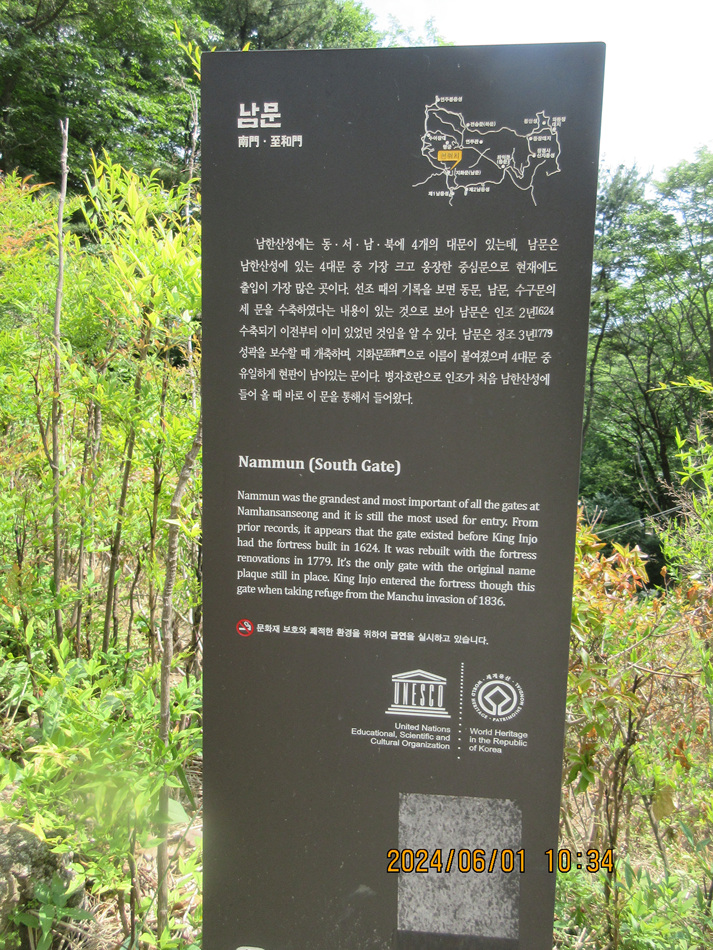 남문
南門 · 至和門
현위치
남한산성에는 동 · 서 · 남 · 북에 4개의 대문이 있는데, 남문은
남한산성에 있는 4대문 중 가장 크고 웅장한 중심문으로 현재에도
출입이 가장 많은 곳이다. 선조 때의 기록을 보면 동문, 남문, 수구문의
세 문을 수축하였다는 내용이 있는 것으로 보아 남문은 인조 2년1624
수축되기 이전부터 이미 있었던 것임을 알 수 있다. 남문은 정조 3년1779
성곽을 보수할 때 개축하며, 지화문至和門으로 이름이 붙여졌으며 4대문 중
유일하게 현판이 남아있는 문이다. 병자호란으로 인조가 처음 남한산성에
들어 올 때 바로 이 문을 통해서 들어왔다.
Nammun (South Gate)
Nammun was the grandest and most important of all the gates at
Namhansanseong and it is still the most used for entry. From
prior records, it appears that the gate existed before King Injo
had the fortress built in 1624. It was rebuilt with the fortress
renovations in 1779. It's the only gate with the original name
plaque still in place. King Injo entered the fortress though this
gate when taking refuge from the Manchu invasion of 1836.
문화재 보호와 쾌적한 환경을 위하여 금연을 실시하고 있습니다.
UNESCO
United Nations
Educational, Scientific and
Cultural Organization
· 세계유산 · WORLD HERITAGE · PATRIMOINE MONDIAL
World Heritage
in the Republic
of Korea
2024/06/01 10:34